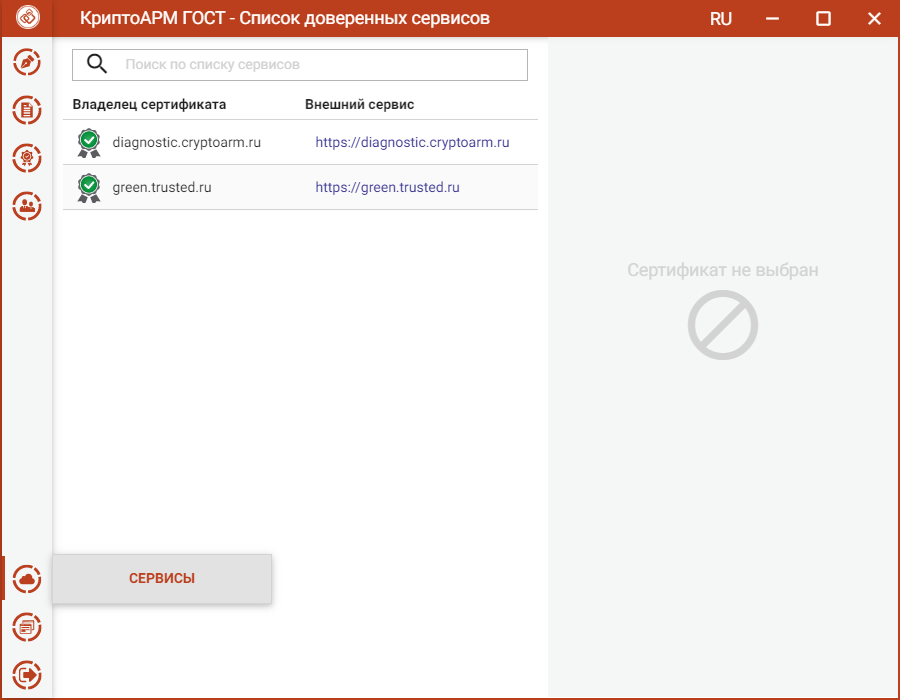 КриптоАРМ ГОСТ - Список доверенных сервисов
RU
Поиск по списку сервисов
Владелец сертификата Внешний сервис
diagnostic.cryptoarm.ru https://diagnostic.cryptoarm.ru
green.trusted.ru https://green.trusted.ru
Сертификат не выбран
СЕРВИСЫ